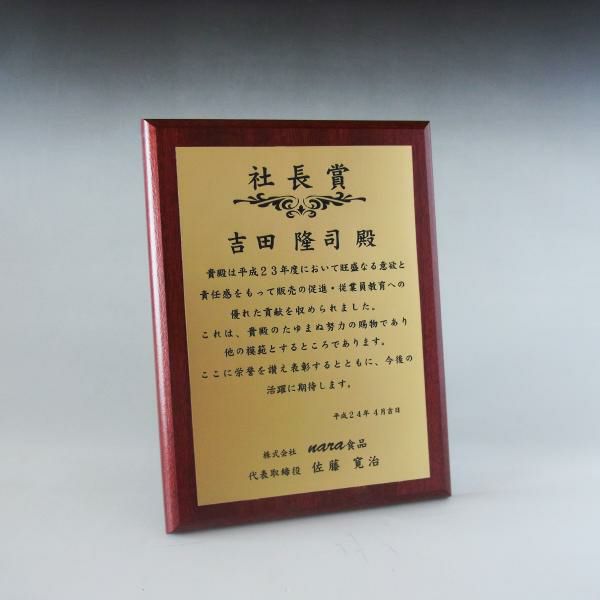 社長賞
吉田 隆司 殿
貴殿は平成23年度において旺盛なる意欲と
責任感をもって販売の促進・従業員教育への
優れた貢献を収められました。
これは、貴殿のたゆまぬ努力の賜物であり
他の模範とするところであります。
ここに栄誉を讃え表彰するとともに、今後の
活躍に期待します。
平成24年 4月吉日
株式会社 nara食品
代表取締役 佐藤 寛治